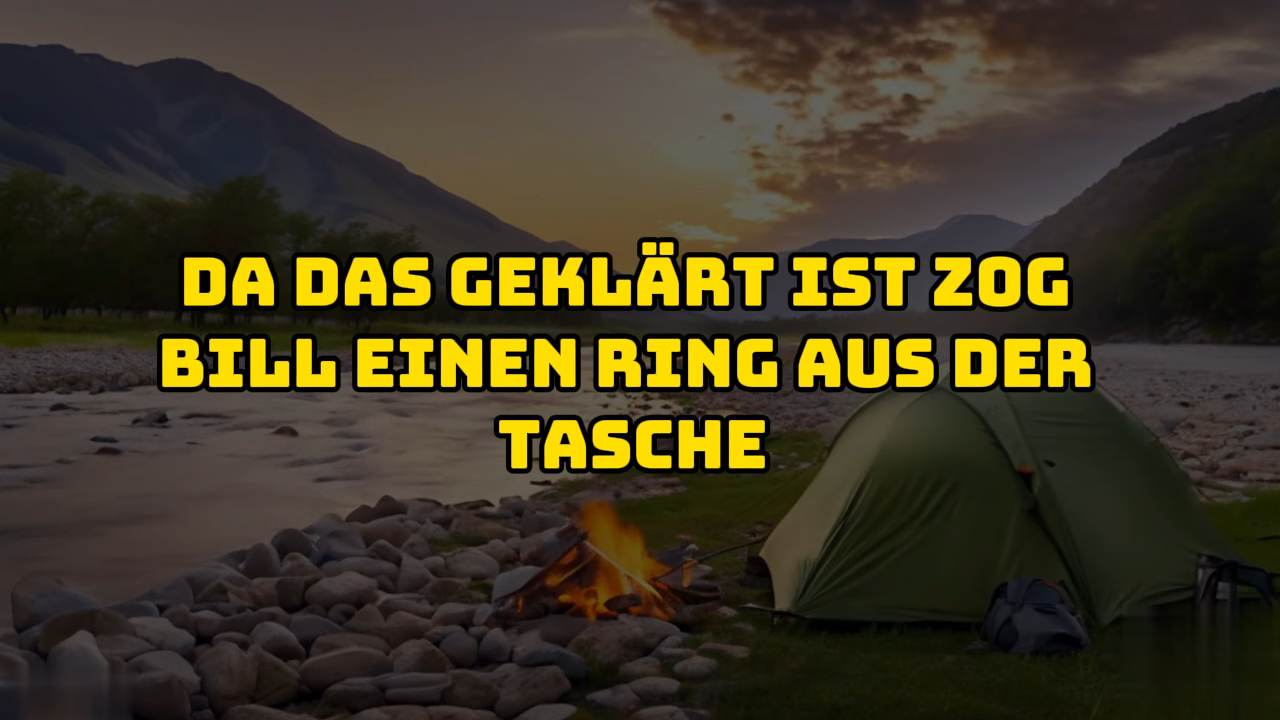 DA DAS GEKLÄRT IST ZOG
BILL EINEN RING AUS DER
TASCHE